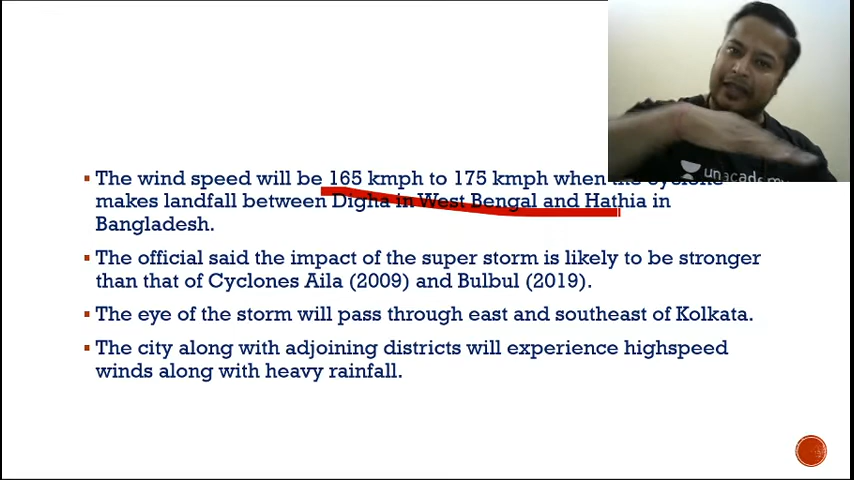 The wind speed will be 165 kmph to 175 kmph when the cyclone
makes landfall between Digha in West Bengal and Hathia in
Bangladesh.
The official said the impact of the super storm is likely to be stronger
than that of Cyclones Aila (2009) and Bulbul (2019).
The eye of the storm will pass through east and southeast of Kolkata.
The city along with adjoining districts will experience highspeed
winds along with heavy rainfall.
unacademy